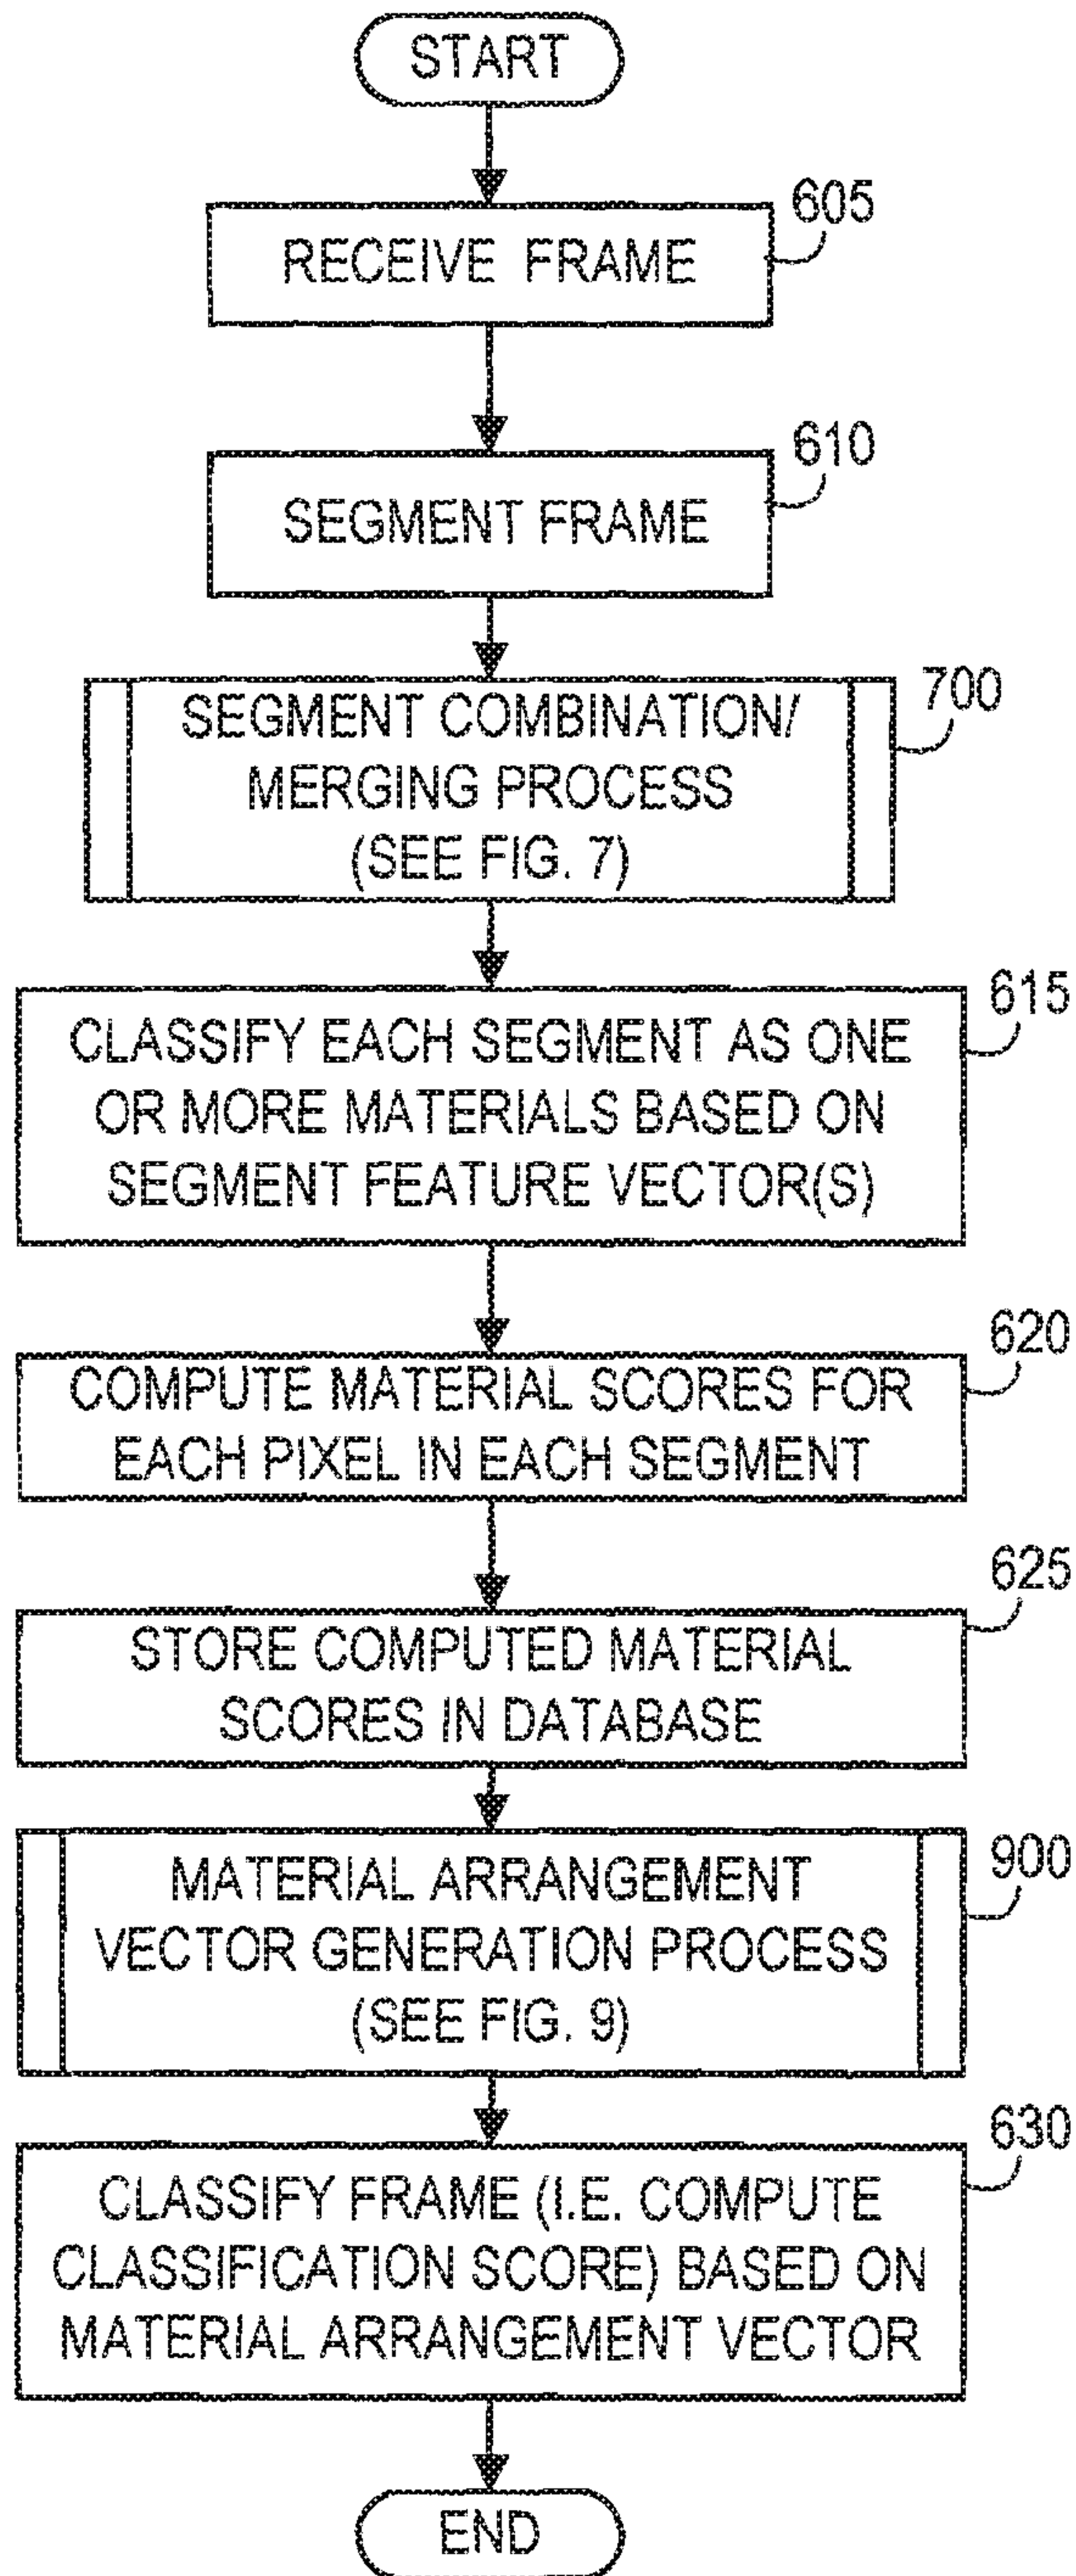 START
605
RECEIVE FRAME
610
SEGMENT FRAME
700
SEGMENT COMBINATION/
MERGING PROCESS
(SEE FIG. 7)
615
CLASSIFY EACH SEGMENT AS ONE
OR MORE MATERIALS BASED ON
SEGMENT FEATURE VECTOR(S)
620
COMPUTE MATERIAL SCORES FOR
EACH PIXEL IN EACH SEGMENT
625
STORE COMPUTED MATERIAL
SCORES IN DATABASE
900
MATERIAL ARRANGEMENT
VECTOR GENERATION PROCESS
(SEE FIG. 9)
630
CLASSIFY FRAME (I.E. COMPUTE
CLASSIFICATION SCORE) BASED ON
MATERIAL ARRANGEMENT VECTOR
END